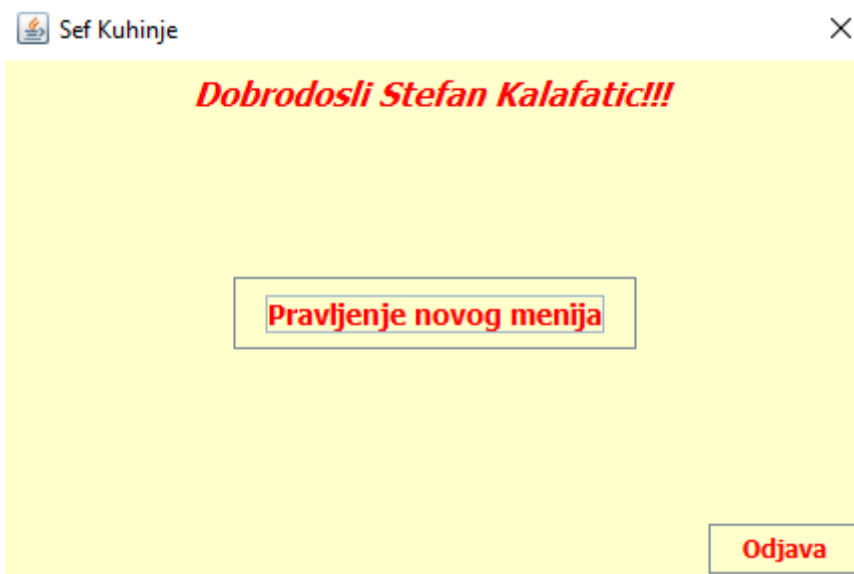 Sef Kuhinje
Dobrodosli Stefan Kalafatic!!!
Pravljenje novog menija
Odjava